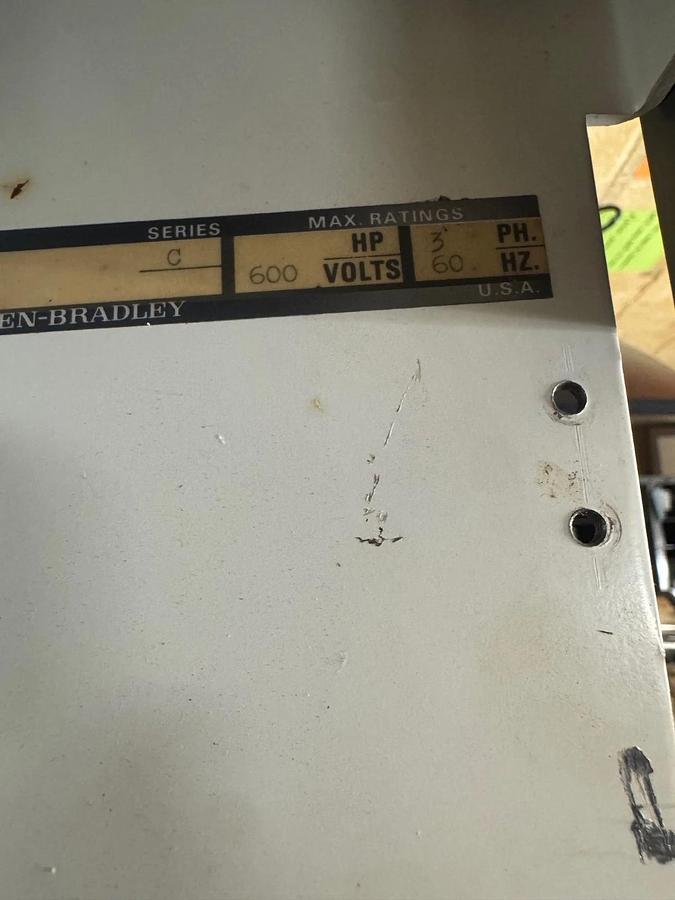 SERIES MAX. RATINGS
C HP 3 PH.
600 VOLTS 60 HZ.
EN-BRADLEY U.S.A.